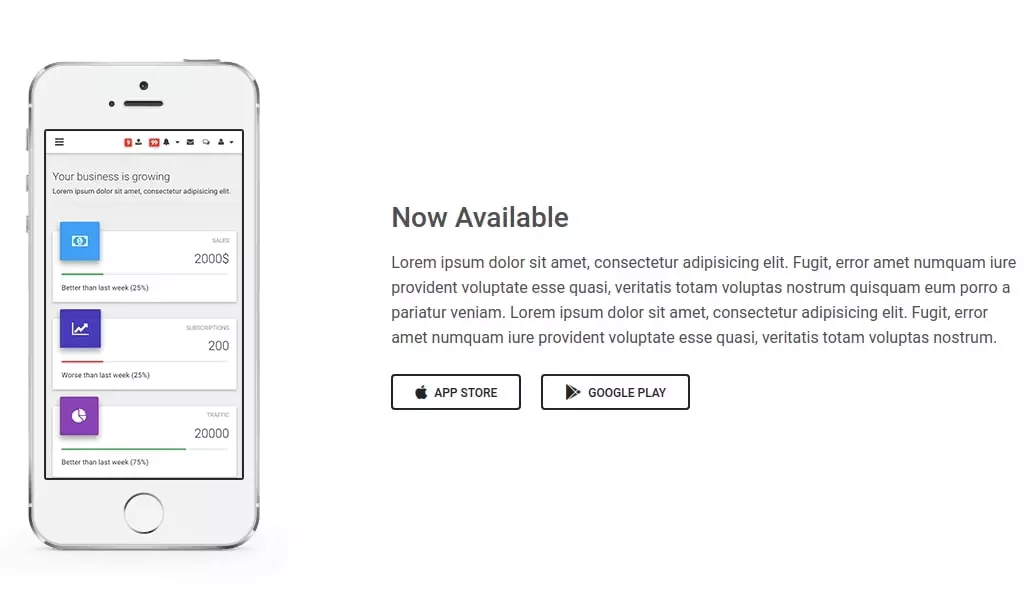 9
99
Your business is growing
Lorem ipsum dolor sit amet, consectetur adipisicing elit.
SALES
2000$
Better than last week (25%)
SUBSCRIPTIONS
200
Worse than last week (25%)
TRAFFIC
20000
Better than last week (75%)
Now Available
Lorem ipsum dolor sit amet, consectetur adipisicing elit. Fugit, error amet numquam iure
provident voluptate esse quasi, veritatis totam voluptas nostrum quisquam eum porro a
pariatur veniam. Lorem ipsum dolor sit amet, consectetur adipisicing elit. Fugit, error
amet numquam iure provident voluptate esse quasi, veritatis totam voluptas nostrum.
APP STORE
GOOGLE PLAY